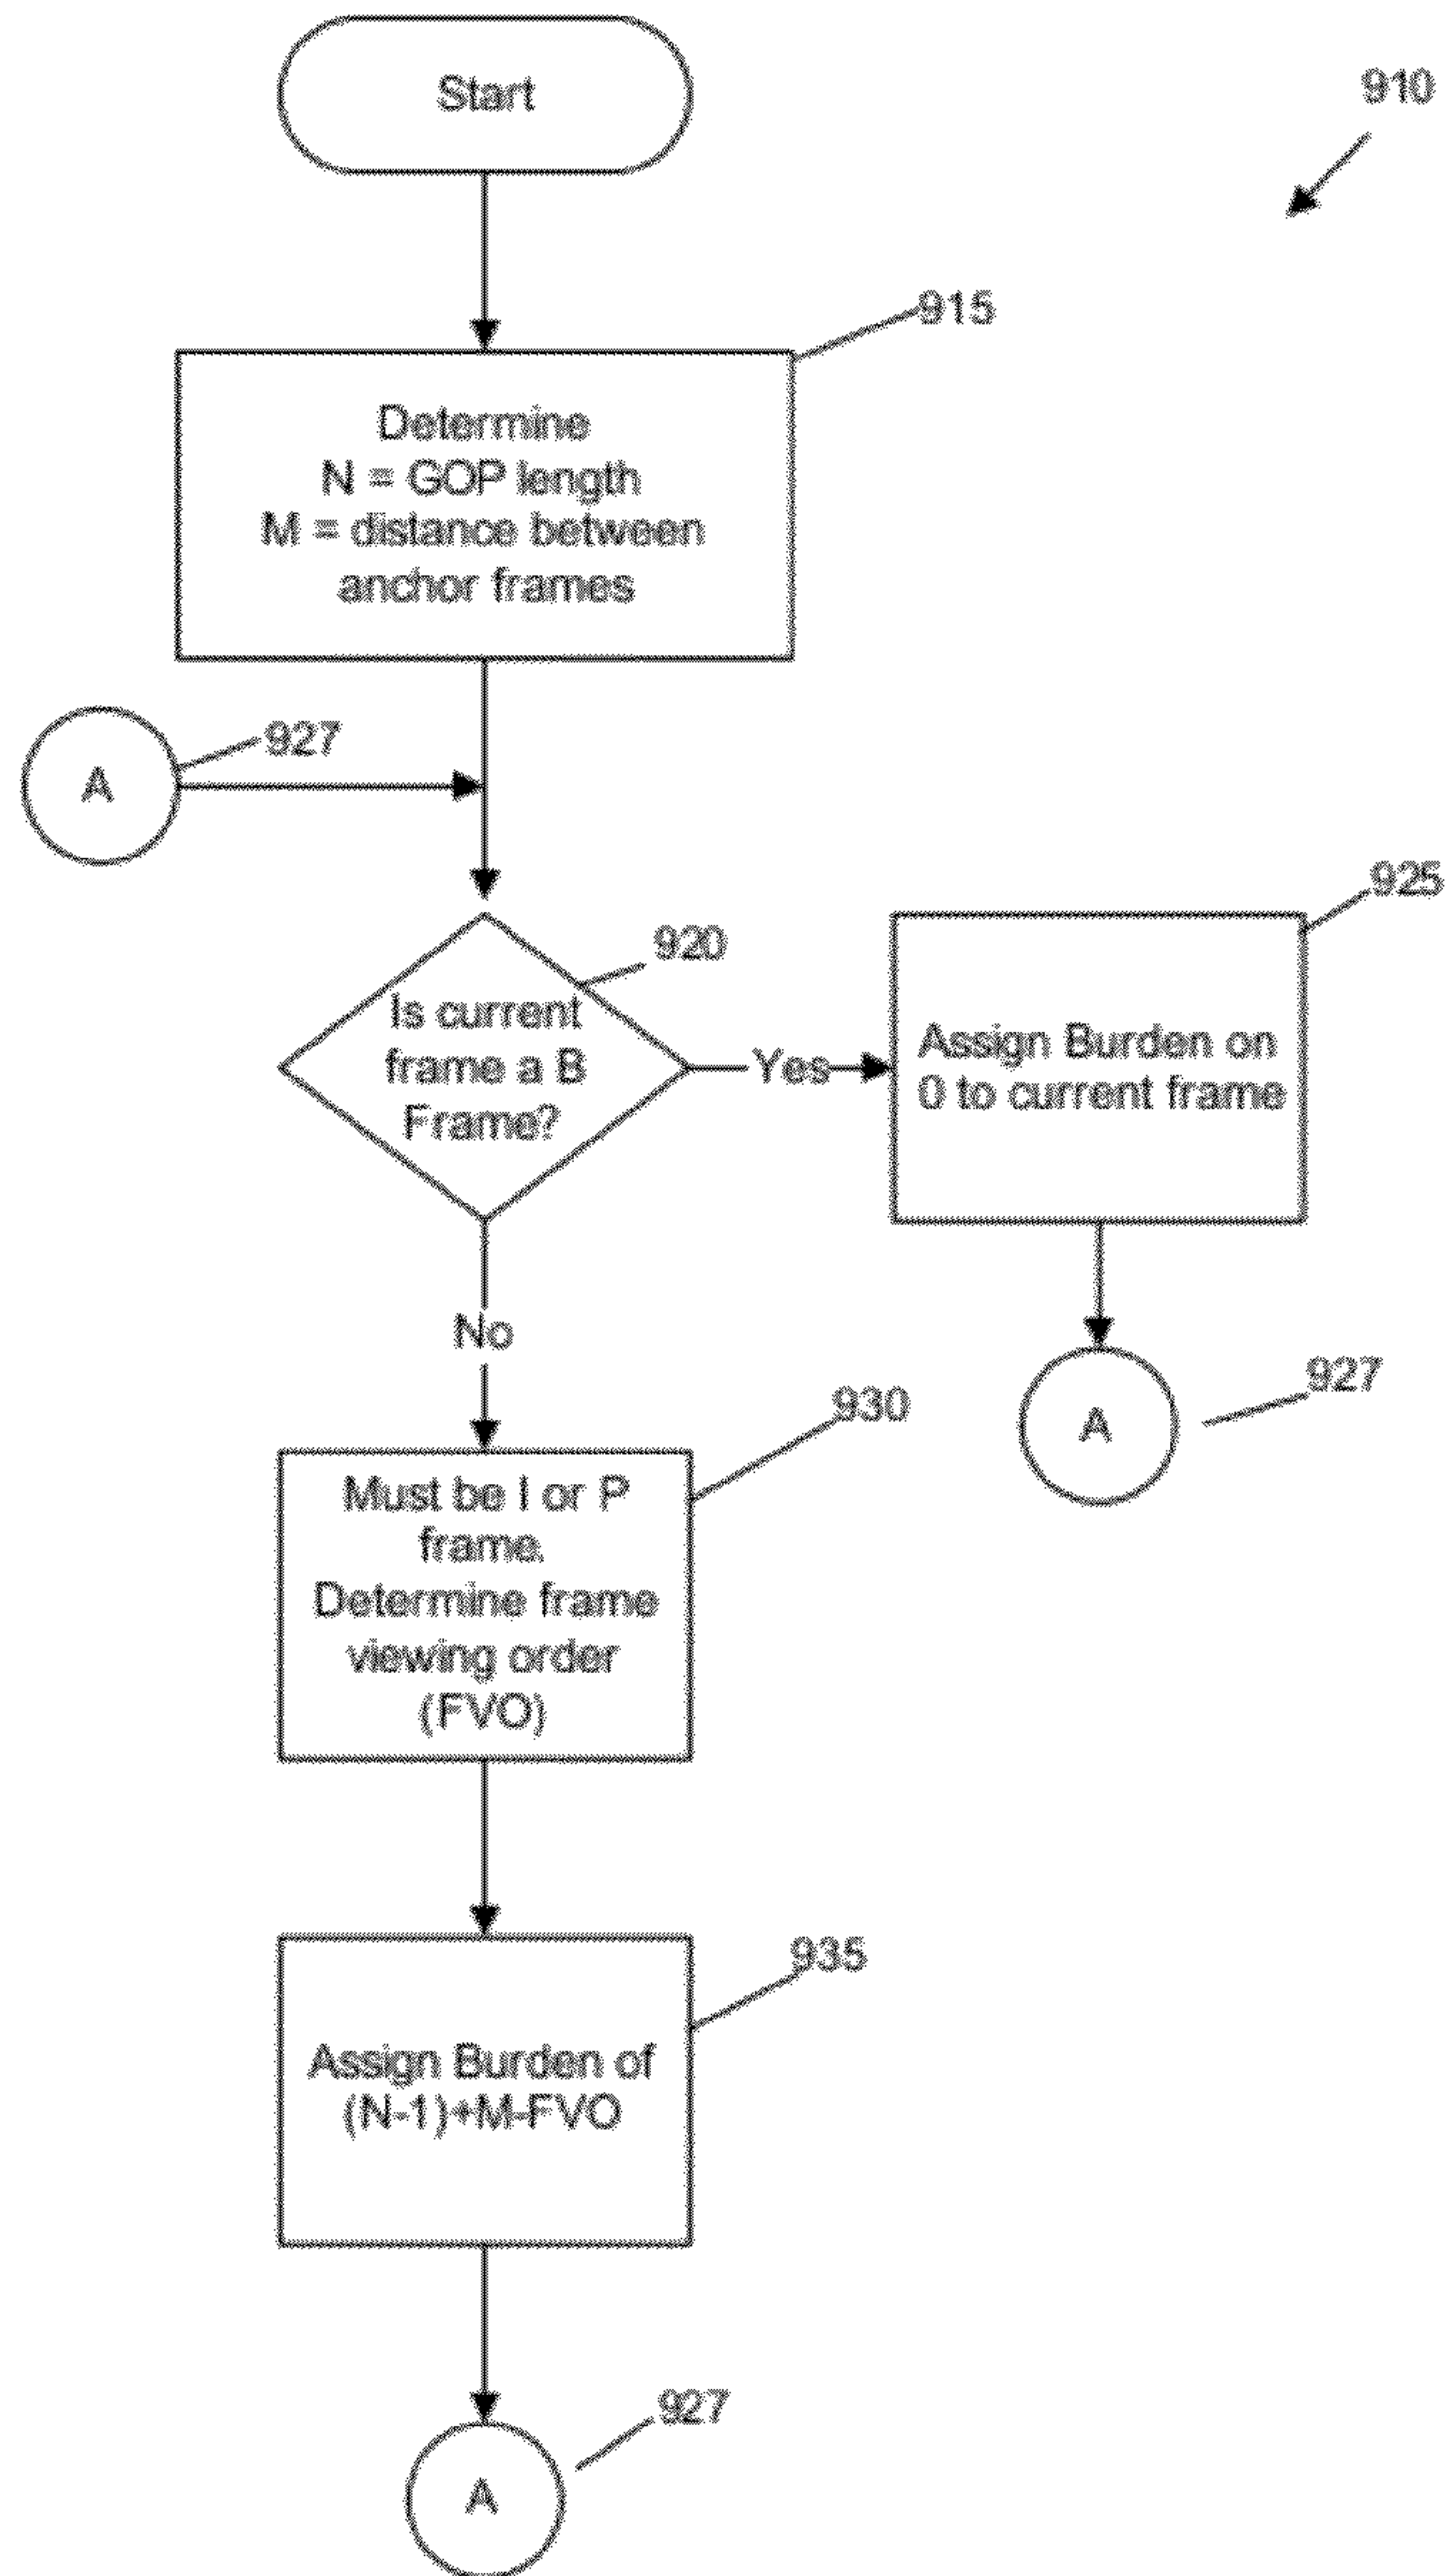 Start
910
915
Determine
N = GOP length
M = distance between
anchor frames
927
A
925
920
Is current
frame a B
Frame?
Yes
Assign Burden on
0 to current frame
No
927
A
930
Must be I or P
frame.
Determine frame
viewing order
(FVO)
935
Assign Burden of
(N-1)+M-FVO
927
A